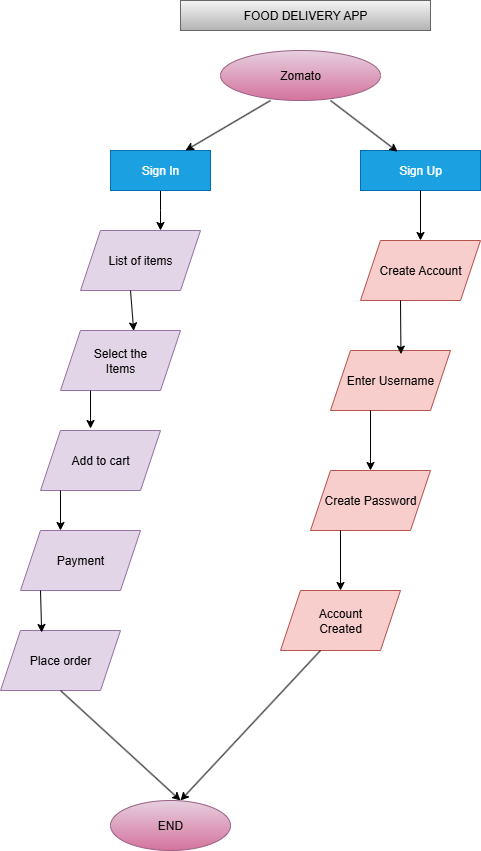 FOOD DELIVERY APP
Zomato
Sign In
Sign Up
List of items
Create Account
Select the
Items
Enter Username
Add to cart
Create Password
Payment
Account
Created
Place order
END